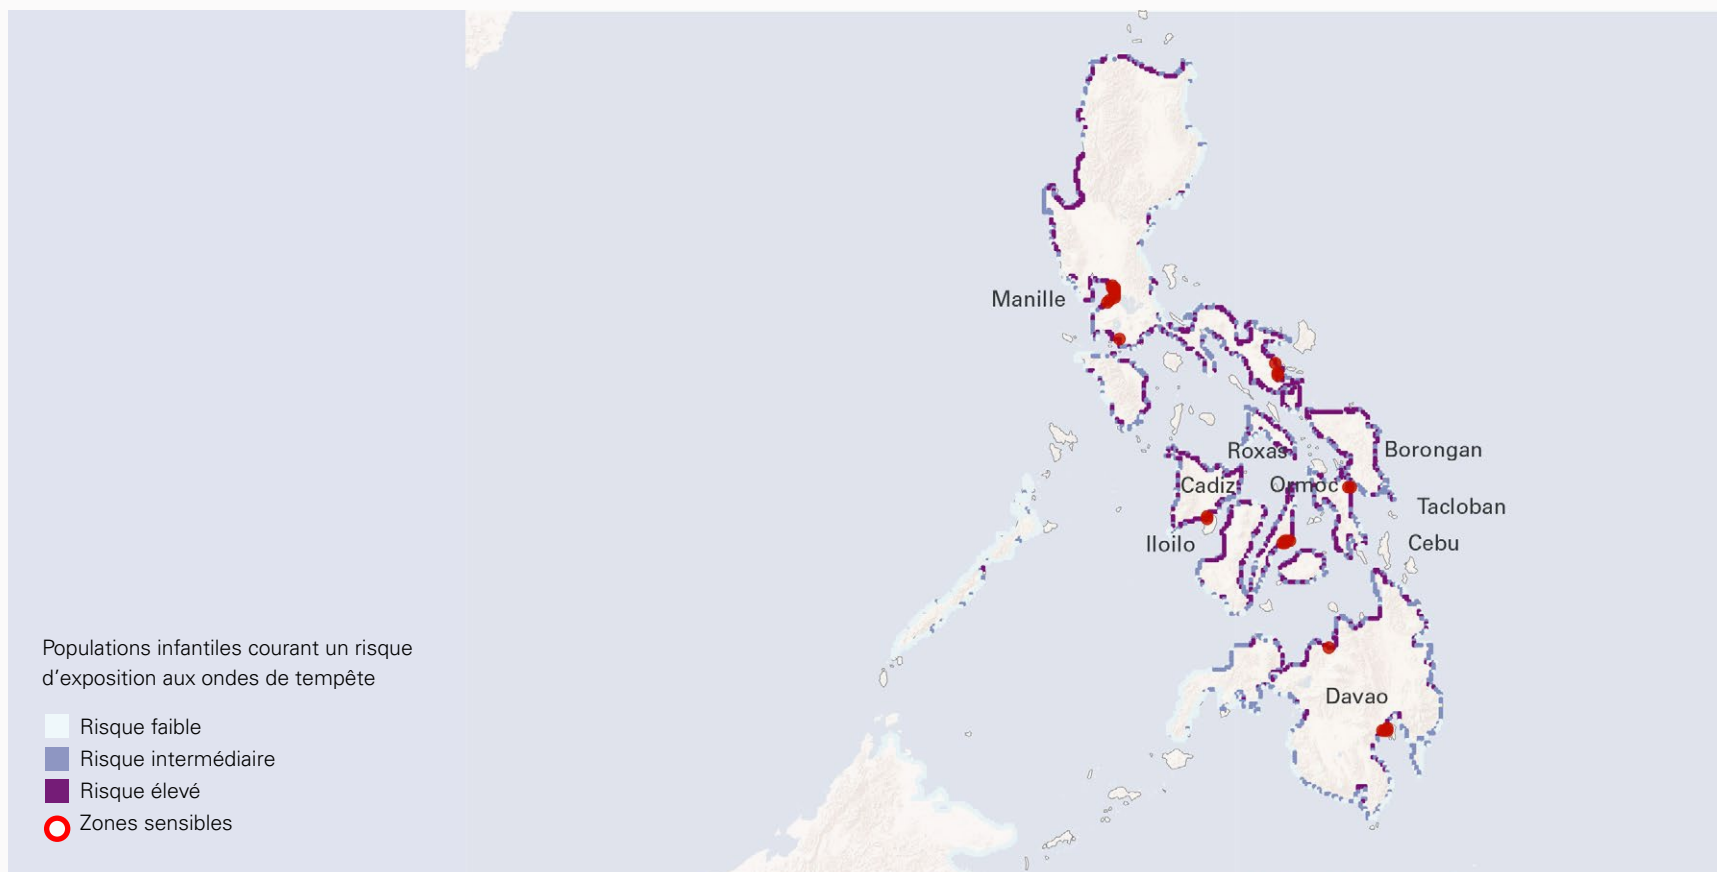 Manille
Roxas
Borongan
Cadiz
Ormoc
Tacloban
Iloilo
Cebu
Davao
Populations infantiles courant un risque
d’exposition aux ondes de tempête
Risque faible
Risque intermédiaire
Risque élevé
Zones sensibles